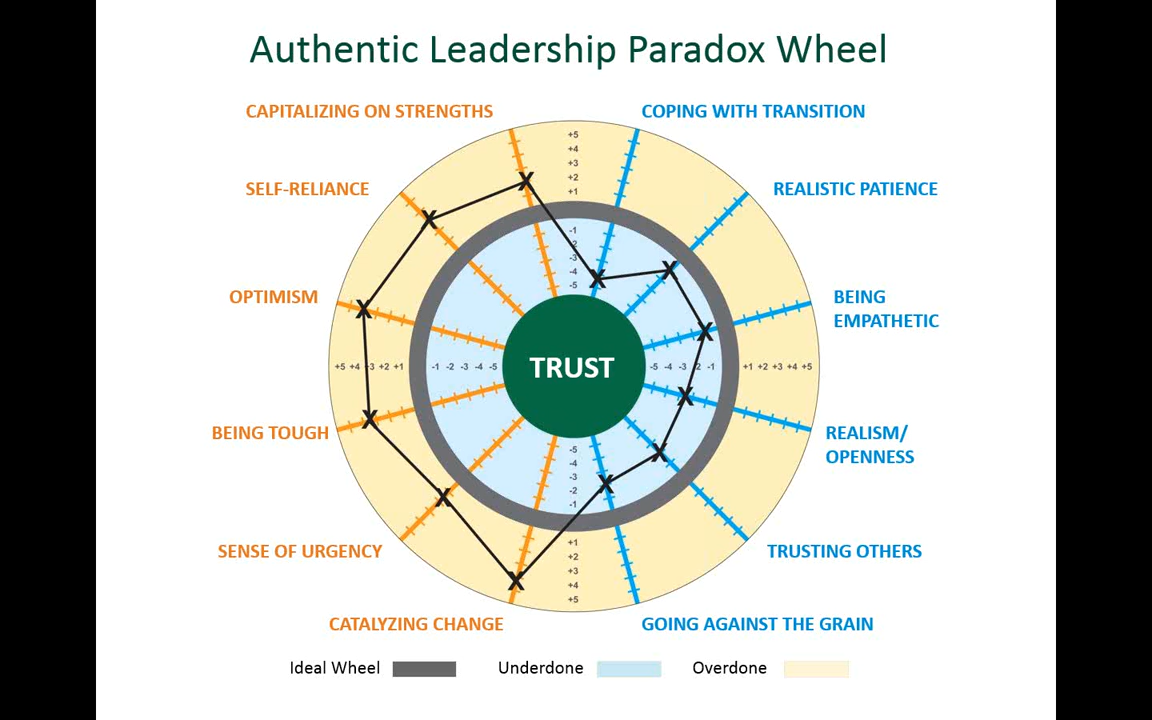 Authentic Leadership Paradox Wheel
CAPITALIZING ON STRENGTHS
COPING WITH TRANSITION
SELF-RELIANCE
REALISTIC PATIENCE
OPTIMISM
BEING
EMPATHETIC
BEING TOUGH
REALISM/
OPENNESS
SENSE OF URGENCY
TRUSTING OTHERS
CATALYZING CHANGE
GOING AGAINST THE GRAIN
+5
+4
+3
+2
+1
-1
-2
-3
-4
-5
+5 +4 +3 +2 +1 -1 -2 -3 -4 -5 TRUST -5 -4 -3 -2 -1 +1 +2 +3 +4 +5
-5
-4
-3
-2
-1
+1
+2
+3
+4
+5
X
X
X
X
X
X
X
X
X
X
X
X
Ideal Wheel Underdone Overdone